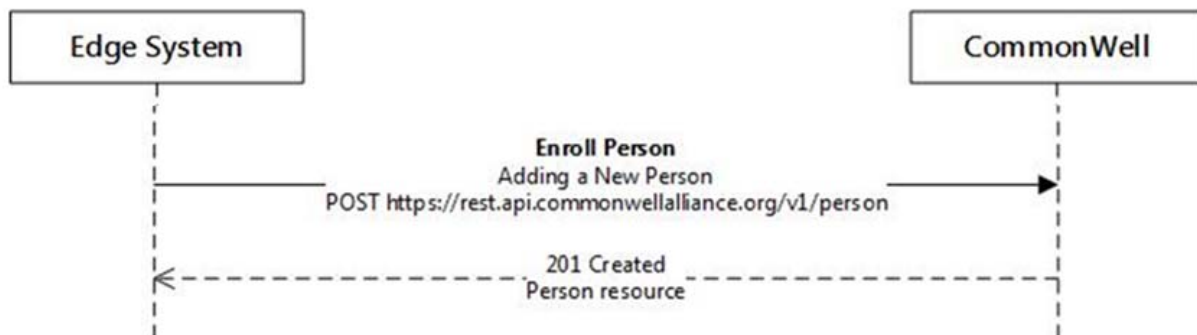 Edge System
CommonWell
Enroll Person
Adding a New Person
POST https://rest.api.commonwellalliance.org/v1/person
201 Created
Person resource